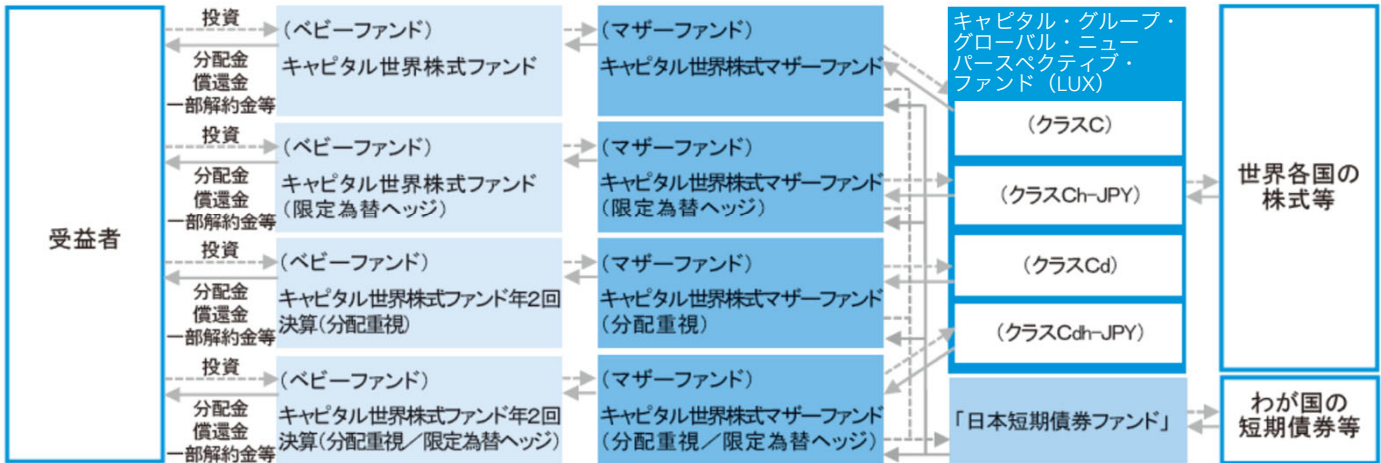 受益者
投資
分配金
償還金
一部解約金等
(ベビーファンド)
キャピタル世界株式ファンド
(マザーファンド)
キャピタル世界株式マザーファンド
投資
分配金
償還金
一部解約金等
(ベビーファンド)
キャピタル世界株式ファンド
(限定為替ヘッジ)
(マザーファンド)
キャピタル世界株式マザーファンド
(限定為替ヘッジ)
投資
分配金
償還金
一部解約金等
(ベビーファンド)
キャピタル世界株式ファンド年2回
決算(分配重視)
(マザーファンド)
キャピタル世界株式マザーファンド
(分配重視)
投資
分配金
償還金
一部解約金等
(ベビーファンド)
キャピタル世界株式ファンド年2回
決算(分配重視/限定為替ヘッジ)
(マザーファンド)
キャピタル世界株式マザーファンド
(分配重視/限定為替ヘッジ)
キャピタル・グループ・
グローバル・ニュー
パースペクティブ・
ファンド(LUX)
(クラスC)
(クラスCh-JPY)
(クラスCd)
(クラスCdh-JPY)
「日本短期債券ファンド」
世界各国の
株式等
わが国の
短期債券等